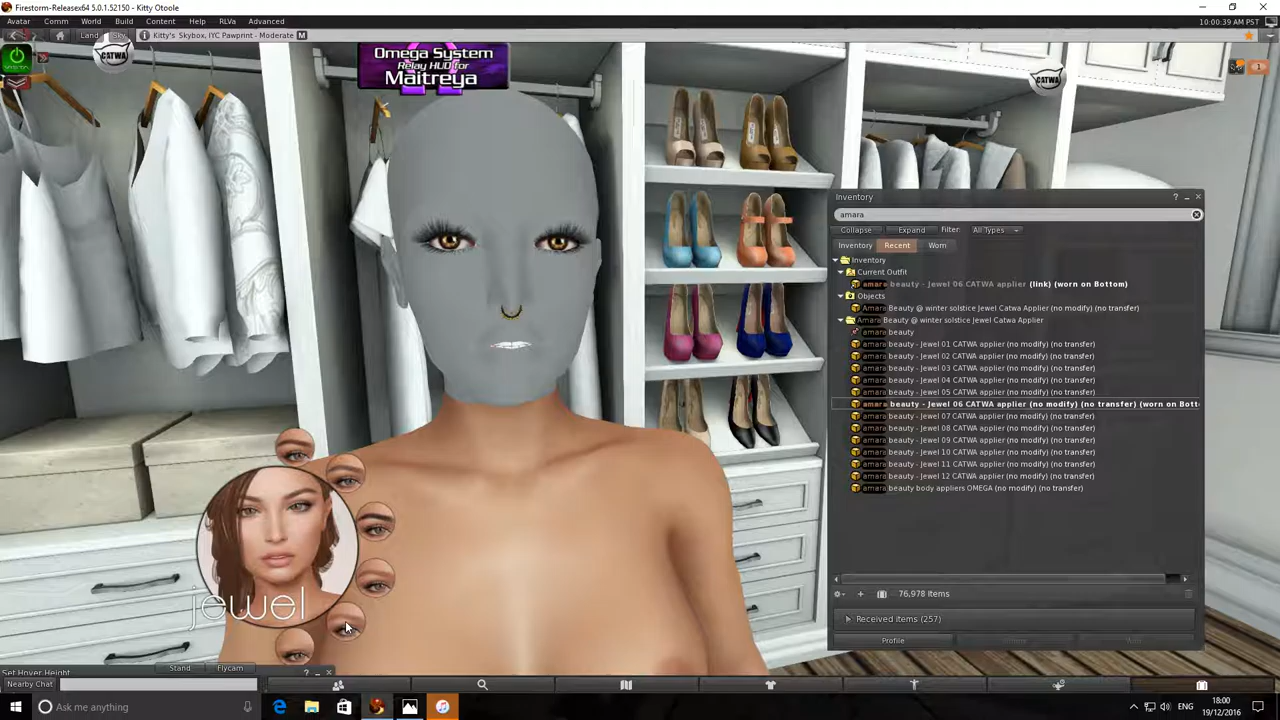 Firestorm-Releasex64 5.0.1.52150 - Kitty Otoole
Avatar Comm World Build Content Help RLVa Advanced
10:00:39 AM PST
Land
Kitty's Skybox, IYC Pawprint - Moderate M
CATWA
Omega System
Relay HUD for
Maitreya
CATWA
Inventory
amara
Collapse Expand Filter: All Types
Inventory Recent Worn
Inventory
Current Outfit
amara beauty - Jewel 06 CATWA applier (link) (worn on Bottom)
Objects
Amara Beauty @ winter solstice Jewel Catwa Applier (no modify) (no transfer)
Amara Beauty @ winter solstice Jewel Catwa Applier
amara beauty
amara beauty - Jewel 01 CATWA applier (no modify) (no transfer)
amara beauty - Jewel 02 CATWA applier (no modify) (no transfer)
amara beauty - Jewel 03 CATWA applier (no modify) (no transfer)
amara beauty - Jewel 04 CATWA applier (no modify) (no transfer)
amara beauty - Jewel 05 CATWA applier (no modify) (no transfer)
amara beauty - Jewel 06 CATWA applier (no modify) (no transfer) (worn on Bott
amara beauty - Jewel 07 CATWA applier (no modify) (no transfer)
amara beauty - Jewel 08 CATWA applier (no modify) (no transfer)
amara beauty - Jewel 09 CATWA applier (no modify) (no transfer)
amara beauty - Jewel 10 CATWA applier (no modify) (no transfer)
amara beauty - Jewel 11 CATWA applier (no modify) (no transfer)
amara beauty - Jewel 12 CATWA applier (no modify) (no transfer)
amara beauty body appliers OMEGA (no modify) (no transfer)
76,978 Items
Received Items (257)
Profile
jewel
Set Hover Height
Stand Flycam
Nearby Chat
Ask me anything
18:00
19/12/2016